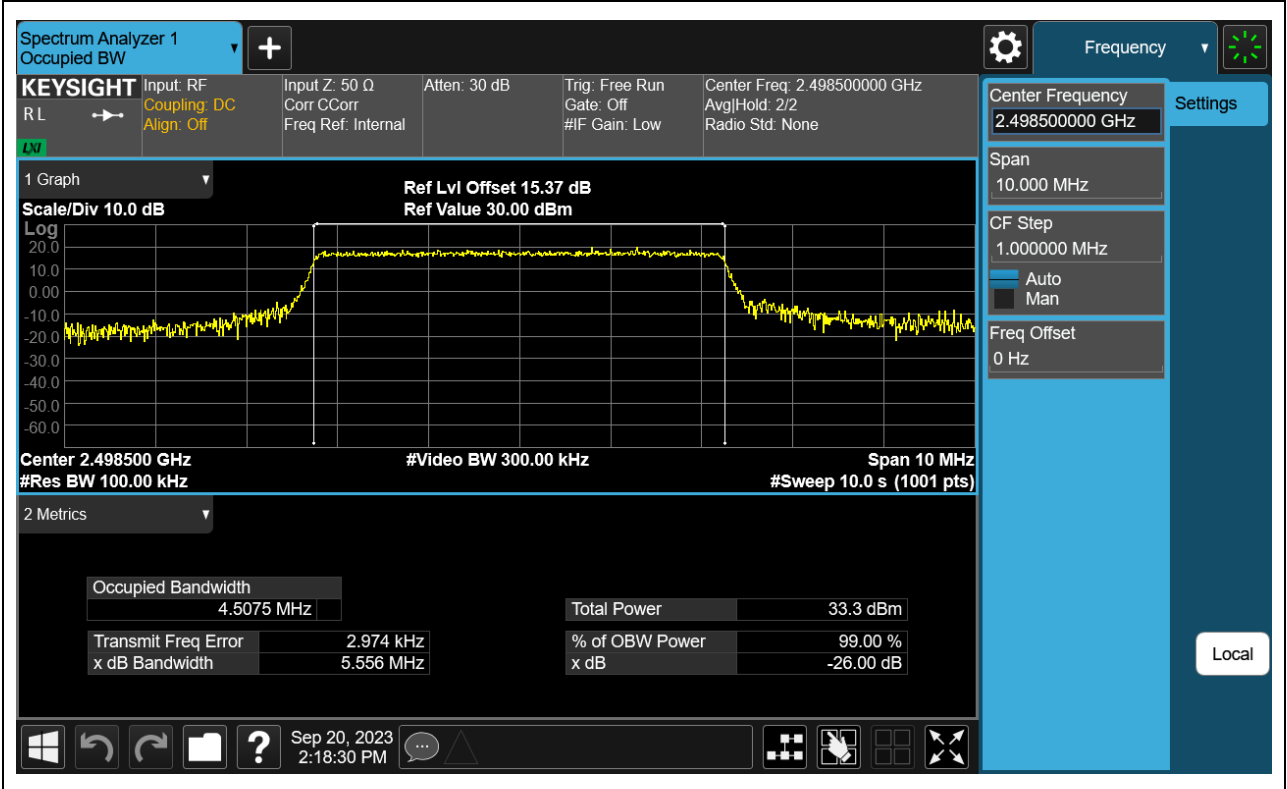 Spectrum Analyzer 1
Occupied BW
▼
+
Frequency
▼
KEYSIGHT
R L
LXI
Input: RF
Coupling: DC
Align: Off
Input Z: 50 Ω
Corr CCorr
Freq Ref: Internal
Atten: 30 dB
Trig: Free Run
Gate: Off
#IF Gain: Low
Center Freq: 2.498500000 GHz
Avg|Hold: 2/2
Radio Std: None
Center Frequency
2.498500000 GHz
Settings
Span
10.000 MHz
CF Step
1.000000 MHz
Auto
Man
Freq Offset
0 Hz
Local
1 Graph ▼
Scale/Div 10.0 dB
Ref Lvl Offset 15.37 dB
Ref Value 30.00 dBm
Log
20.0
10.0
0.00
-10.0
-20.0
-30.0
-40.0
-50.0
-60.0
Center 2.498500 GHz #Video BW 300.00 kHz Span 10 MHz
#Res BW 100.00 kHz #Sweep 10.0 s (1001 pts)
2 Metrics ▼
Occupied Bandwidth
4.5075 MHz
Total Power 33.3 dBm
Transmit Freq Error 2.974 kHz % of OBW Power 99.00 %
x dB Bandwidth 5.556 MHz x dB -26.00 dB
?
Sep 20, 2023
2:18:30 PM